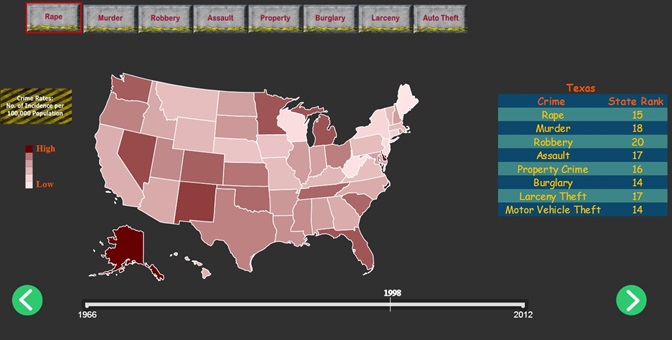 Rape Murder Robbery Assault Property Burglary Larceny Auto Theft
Crime Rates:
No. of Incidence per
100,000 Population
High
Low
Texas
Crime State Rank
Rape 15
Murder 18
Robbery 20
Assault 17
Property Crime 16
Burglary 14
Larceny Theft 17
Motor Vehicle Theft 14
1998
1966 2012